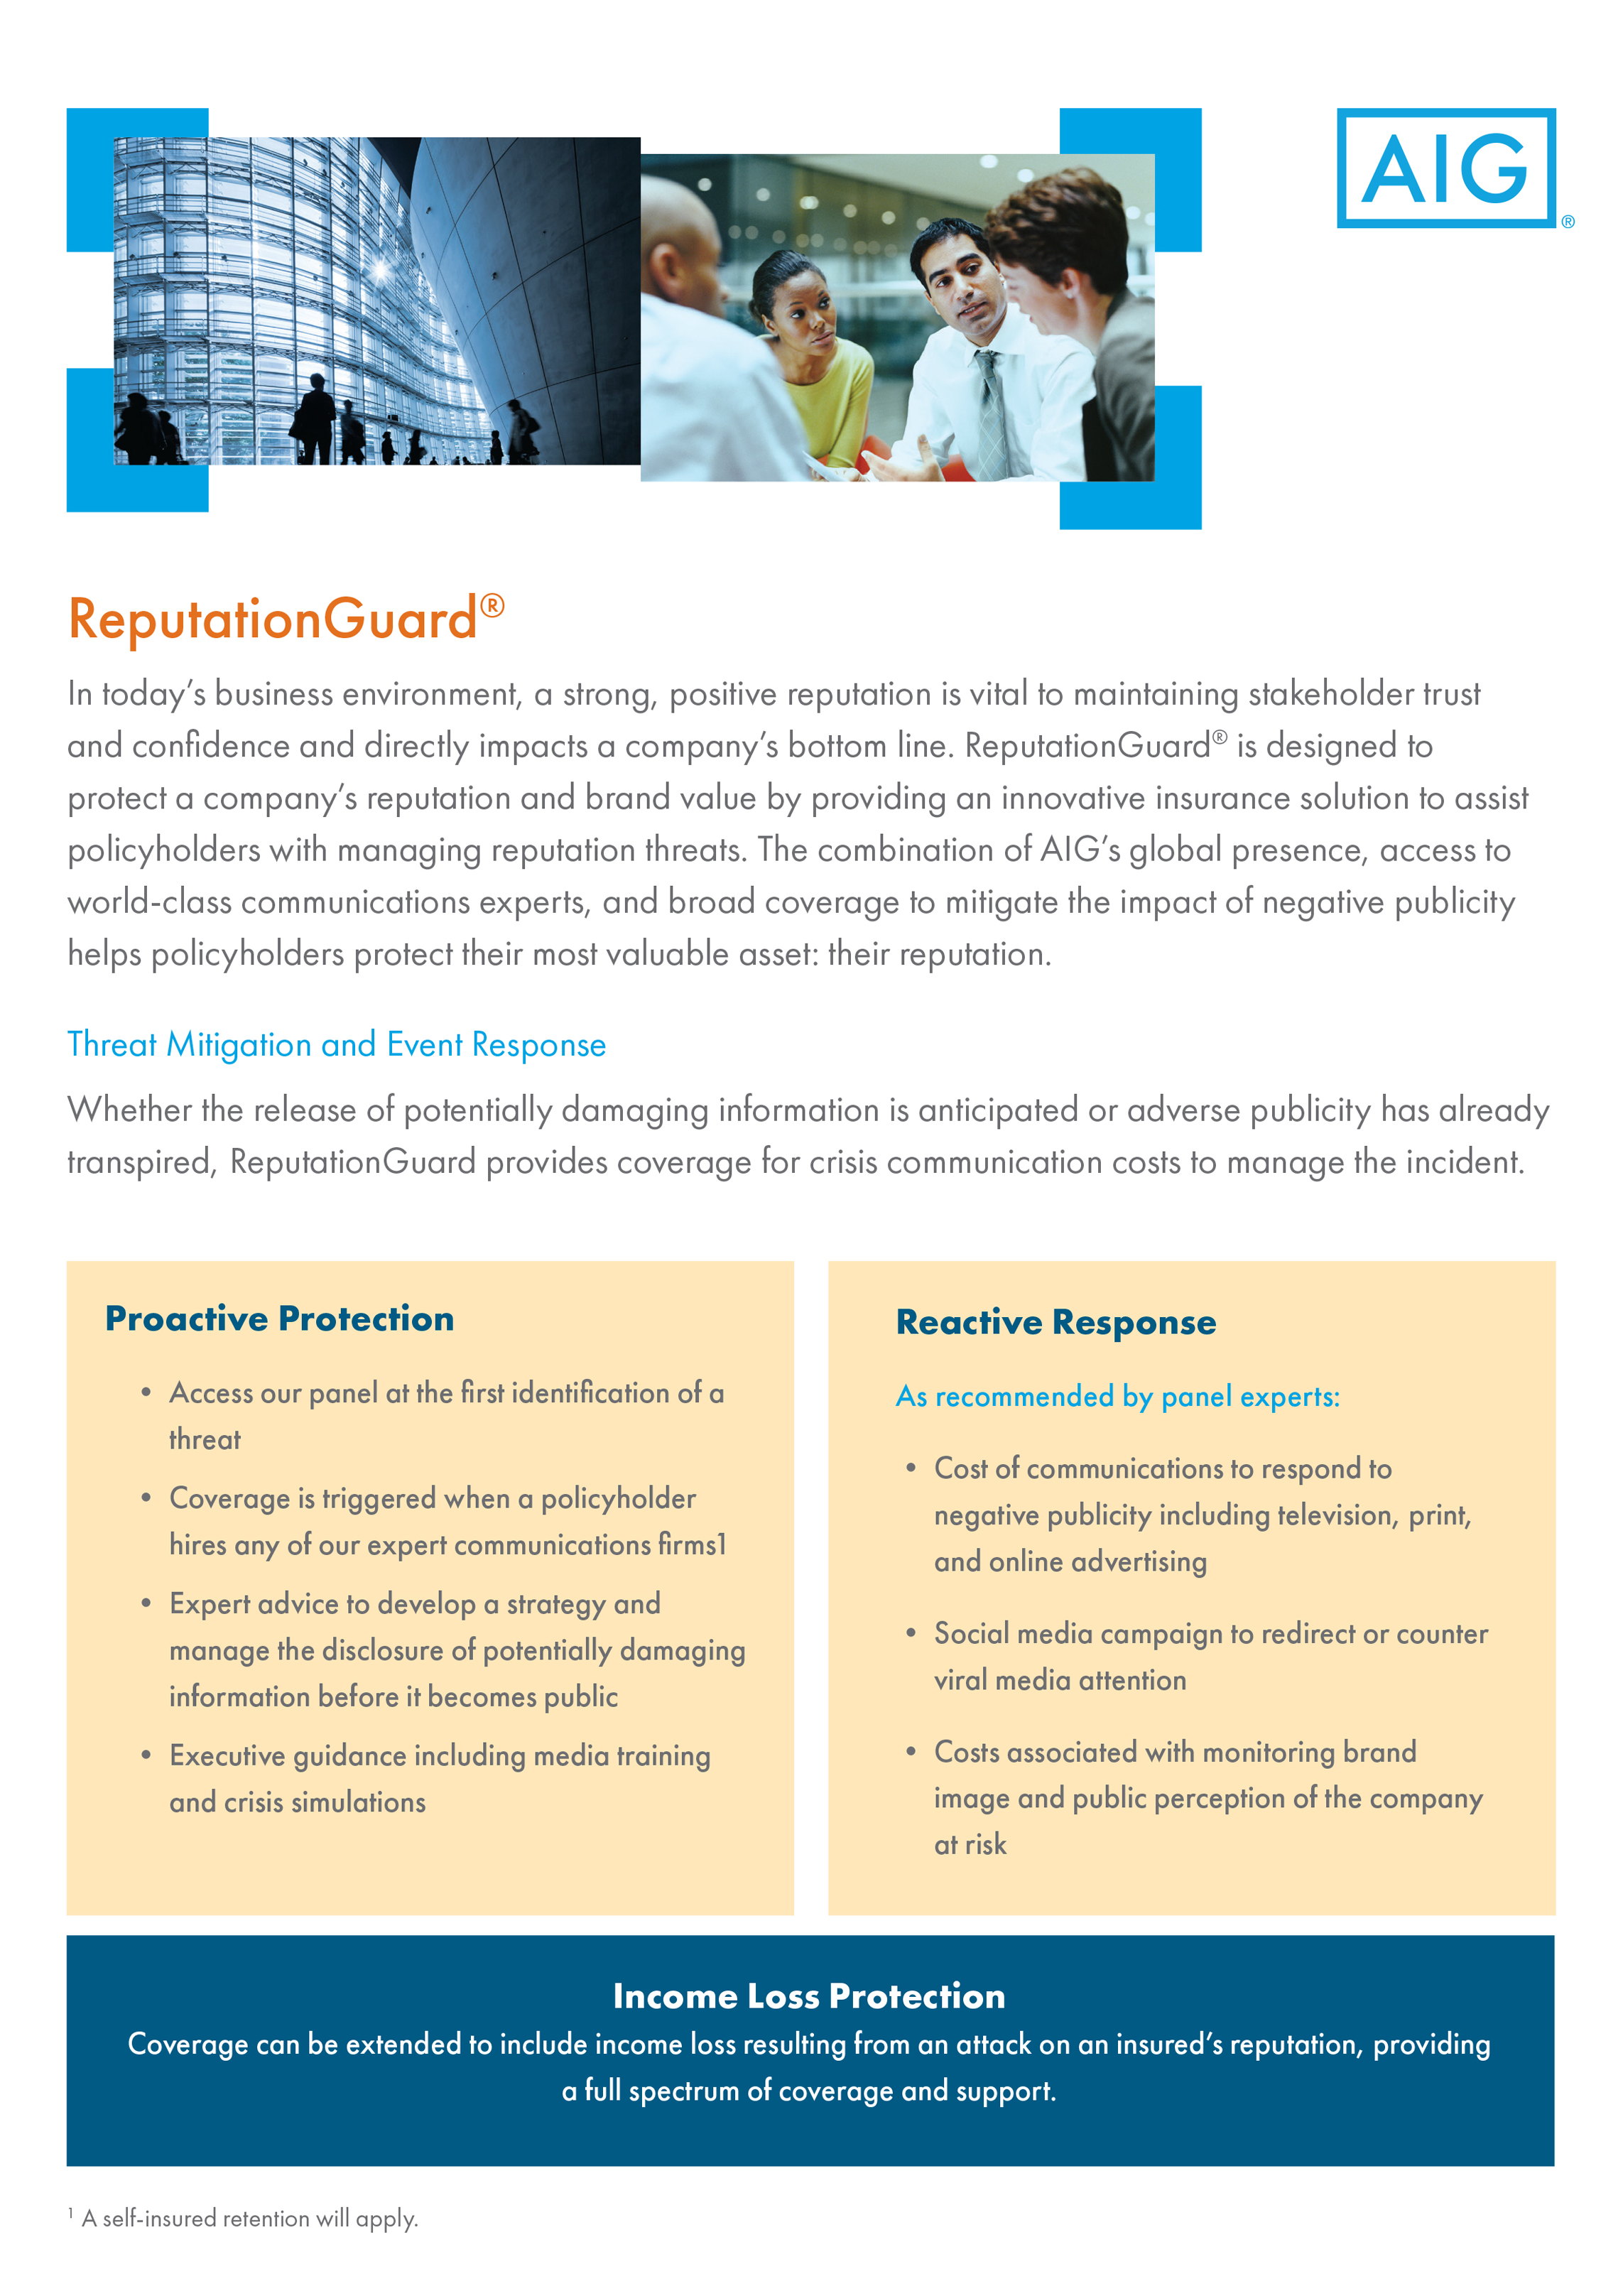 AIG
®
ReputationGuard®
In today’s business environment, a strong, positive reputation is vital to maintaining stakeholder trust
and confidence and directly impacts a company’s bottom line. ReputationGuard® is designed to
protect a company’s reputation and brand value by providing an innovative insurance solution to assist
policyholders with managing reputation threats. The combination of AIG’s global presence, access to
world-class communications experts, and broad coverage to mitigate the impact of negative publicity
helps policyholders protect their most valuable asset: their reputation.
Threat Mitigation and Event Response
Whether the release of potentially damaging information is anticipated or adverse publicity has already
transpired, ReputationGuard provides coverage for crisis communication costs to manage the incident.
Proactive Protection
• Access our panel at the first identification of a
threat
• Coverage is triggered when a policyholder
hires any of our expert communications firms1
• Expert advice to develop a strategy and
manage the disclosure of potentially damaging
information before it becomes public
• Executive guidance including media training
and crisis simulations
Reactive Response
As recommended by panel experts:
• Cost of communications to respond to
negative publicity including television, print,
and online advertising
• Social media campaign to redirect or counter
viral media attention
• Costs associated with monitoring brand
image and public perception of the company
at risk
Income Loss Protection
Coverage can be extended to include income loss resulting from an attack on an insured’s reputation, providing
a full spectrum of coverage and support.
¹ A self-insured retention will apply.